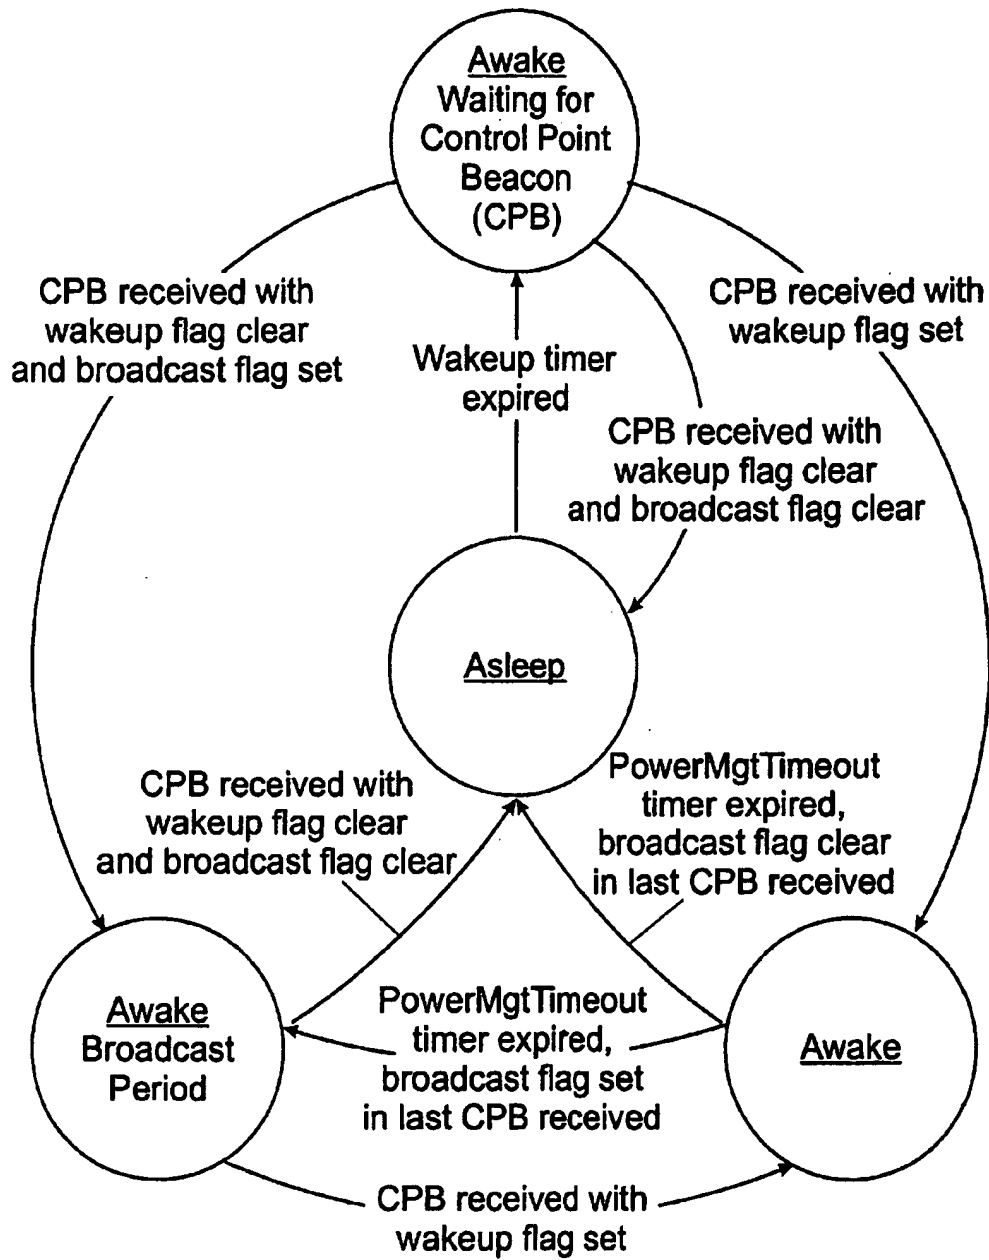 Awake
Waiting for
Control Point
Beacon
(CPB)
CPB received with
wakeup flag clear
and broadcast flag set
Wakeup timer
expired
CPB received with
wakeup flag set
CPB received with
wakeup flag clear
and broadcast flag clear
Asleep
CPB received with
wakeup flag clear
and broadcast flag clear
PowerMgtTimeout
timer expired,
broadcast flag clear
in last CPB received
Awake
Broadcast
Period
PowerMgtTimeout
timer expired,
broadcast flag set
in last CPB received
Awake
CPB received with
wakeup flag set